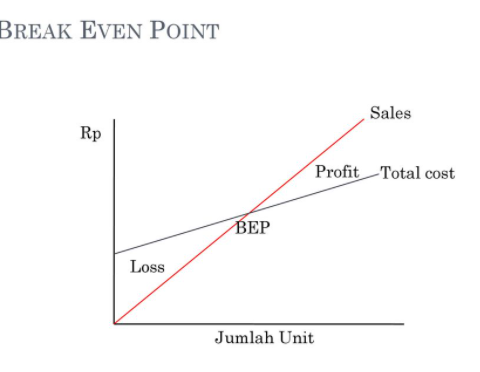 BREAK EVEN POINT
Sales
Rp
Profit
Total cost
BEP
Loss
Jumlah Unit